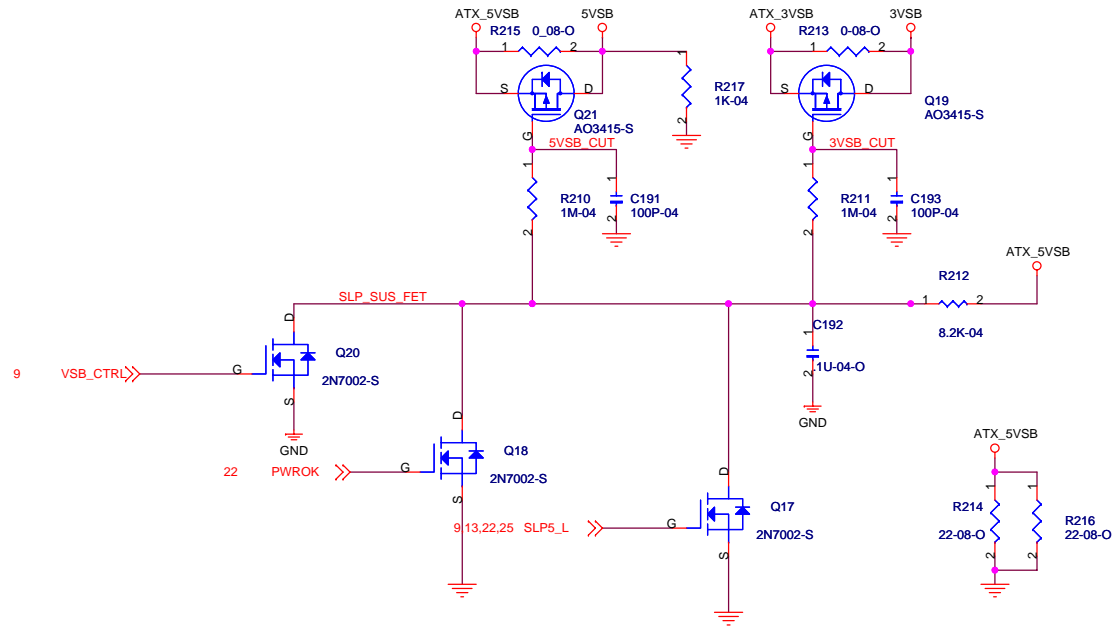 ATX_5VSB 5VSB ATX_3VSB 3VSB
R215 0_08-O R213 0-08-O
1 2 1 2
S D S D
1
R217
1K-04
2
Q21
AO3415-S
Q19
AO3415-S
G G
5VSB_CUT 3VSB_CUT
1 1 1 1
R210
1M-04
C191
100P-04
R211
1M-04
C193
100P-04
2 2 2 2
ATX_5VSB
R212
SLP_SUS_FET 1 2
8.2K-04
D
C192
1
.1U-04-O
2
GND
Q20
2N7002-S
9 VSB_CTRL G
S
GND
D
Q18
2N7002-S
22 PWROK G
S
D
Q17
2N7002-S
9,13,22,25 SLP5_L G
S
ATX_5VSB
1 1
R214
22-08-O
R216
22-08-O
2 2